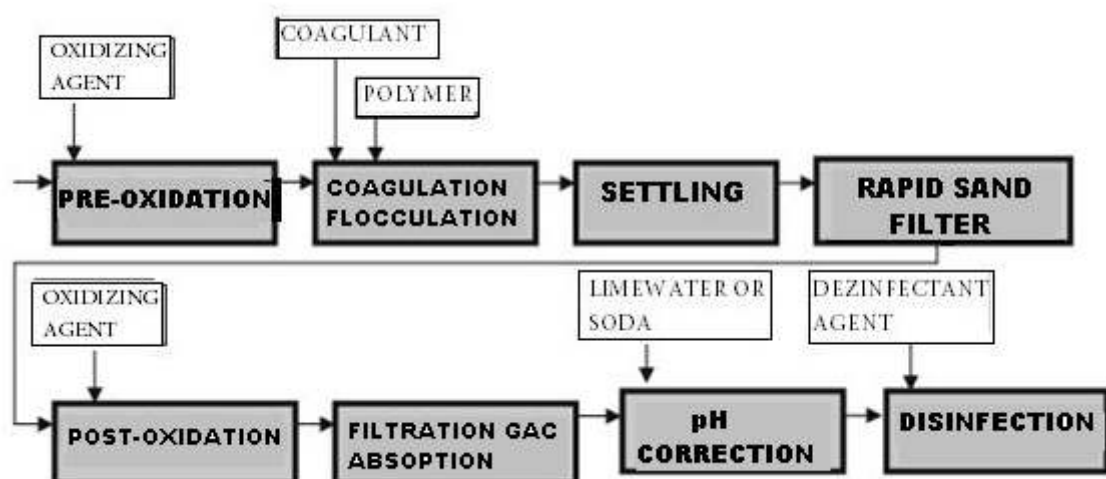 OXIDIZING
AGENT
COAGULANT
POLYMER
PRE-OXIDATION
COAGULATION
FLOCCULATION
SETTLING
RAPID SAND
FILTER
OXIDIZING
AGENT
LIMEWATER OR
SODA
DEZINFECTANT
AGENT
POST-OXIDATION
FILTRATION GAC
ABSOPTION
pH
CORRECTION
DISINFECTION